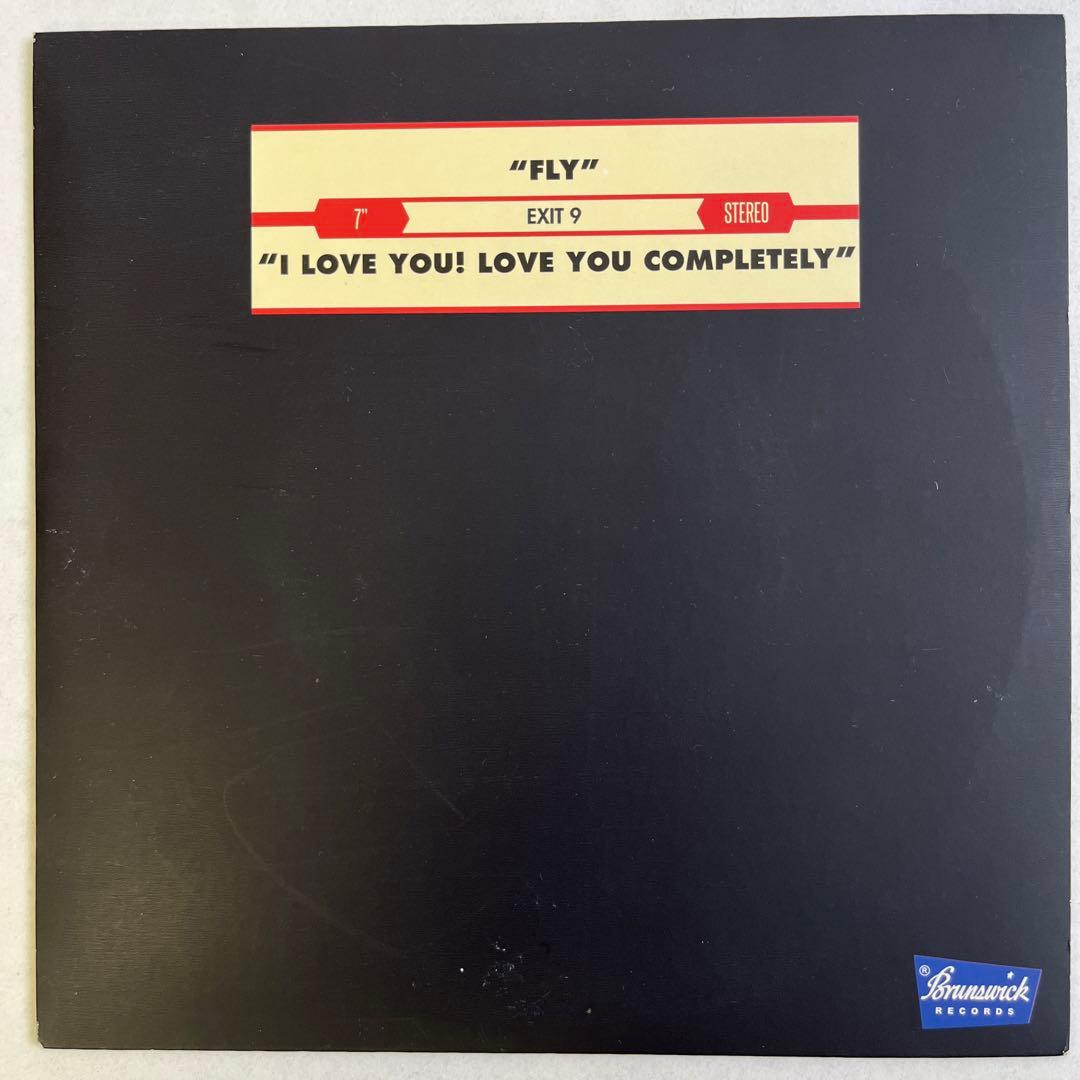 “FLY”
7" EXIT 9 STEREO
“I LOVE YOU! LOVE YOU COMPLETELY”
® Brunswick
RECORDS